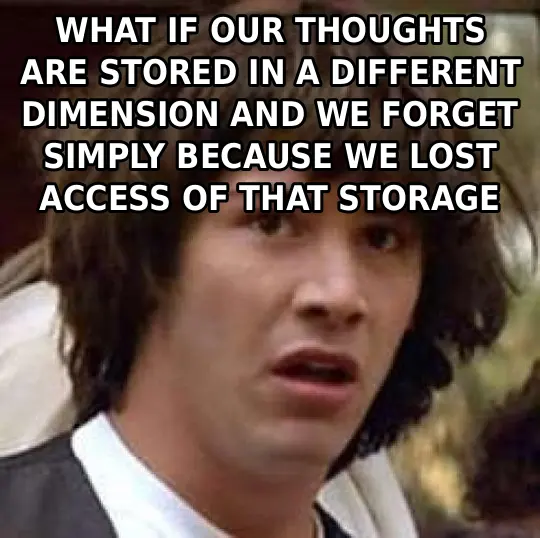 WHAT IF OUR THOUGHTS
ARE STORED IN A DIFFERENT
DIMENSION AND WE FORGET
SIMPLY BECAUSE WE LOST
ACCESS OF THAT STORAGE